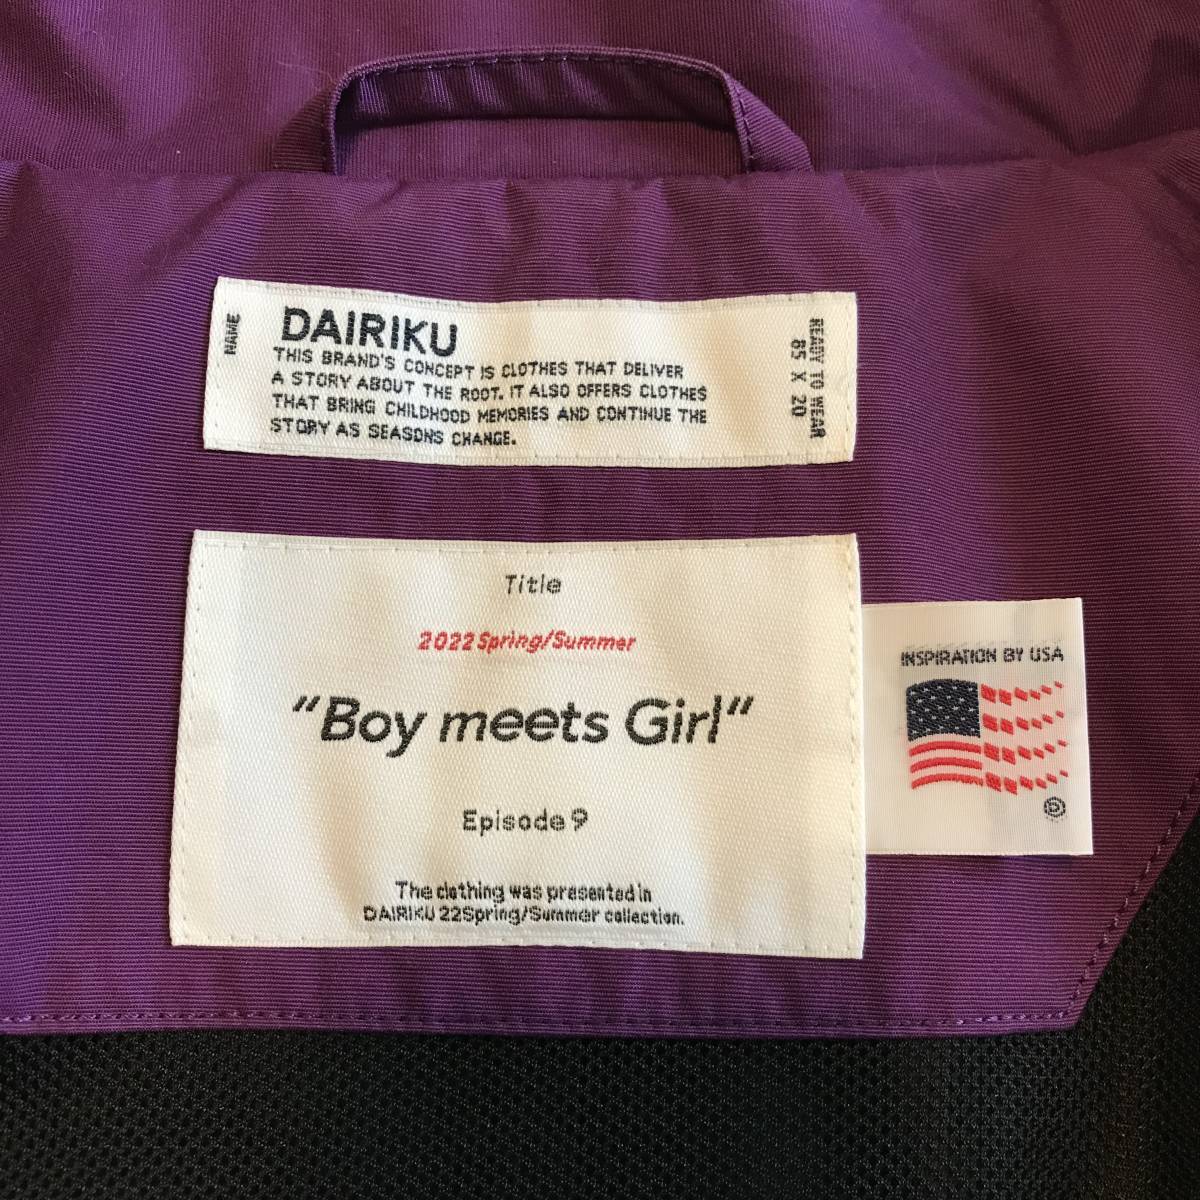 NAME
DAIRIKU
THIS BRAND'S CONCEPT IS CLOTHES THAT DELIVER
A STORY ABOUT THE ROOT. IT ALSO OFFERS CLOTHES
THAT BRING CHILDHOOD MEMORIES AND CONTINUE THE
STORY AS SEASONS CHANGE.
READY TO WEAR
85 X 20
Title
2022 Spring/Summer
"Boy meets Girl"
Episode 9
The clothing was presented in
DAIRIKU 22Spring/Summer collection.
INSPIRATION BY USA
Ⓓ